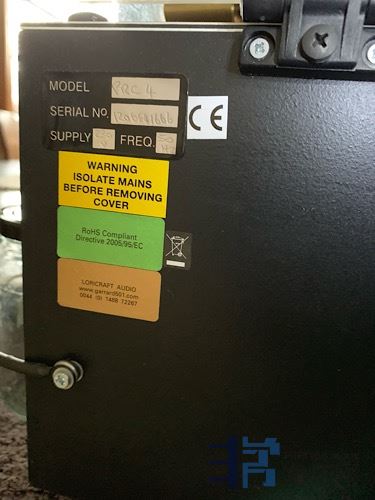 MODEL PRC 4
SERIAL NO.
SUPPLY FREQ.
CE
WARNING
ISOLATE MAINS
BEFORE REMOVING
COVER
RoHS Compliant
Directive 2005/95/EC
LORICRAFT AUDIO
www.garrard501.com
0044 (0) 1488 72267